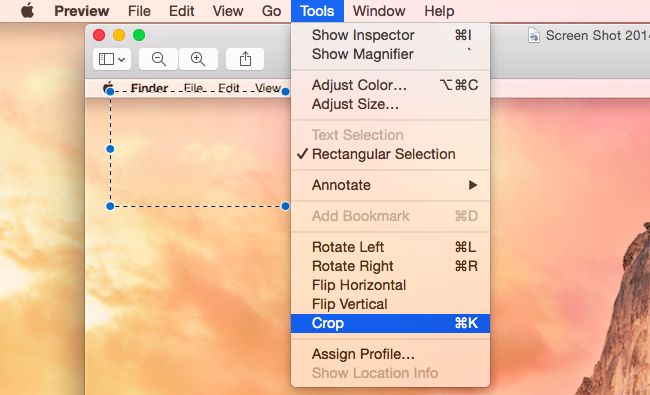 Preview File Edit View Go Tools Window Help
Screen Shot 2014
Finder File Edit View
Show Inspector ⌘I
Show Magnifier `
Adjust Color... ⌥⌘C
Adjust Size...
Text Selection
Rectangular Selection
Annotate
Add Bookmark ⌘D
Rotate Left ⌘L
Rotate Right ⌘R
Flip Horizontal
Flip Vertical
Crop ⌘K
Assign Profile...
Show Location Info